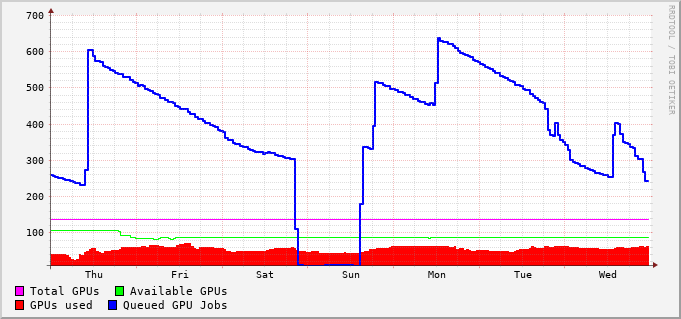 700
600
500
400
300
200
100
Thu Fri Sat Sun Mon Tue Wed
Total GPUs Available GPUs
GPUs used Queued GPU Jobs
RRDTOOL / TOBI OETIKER